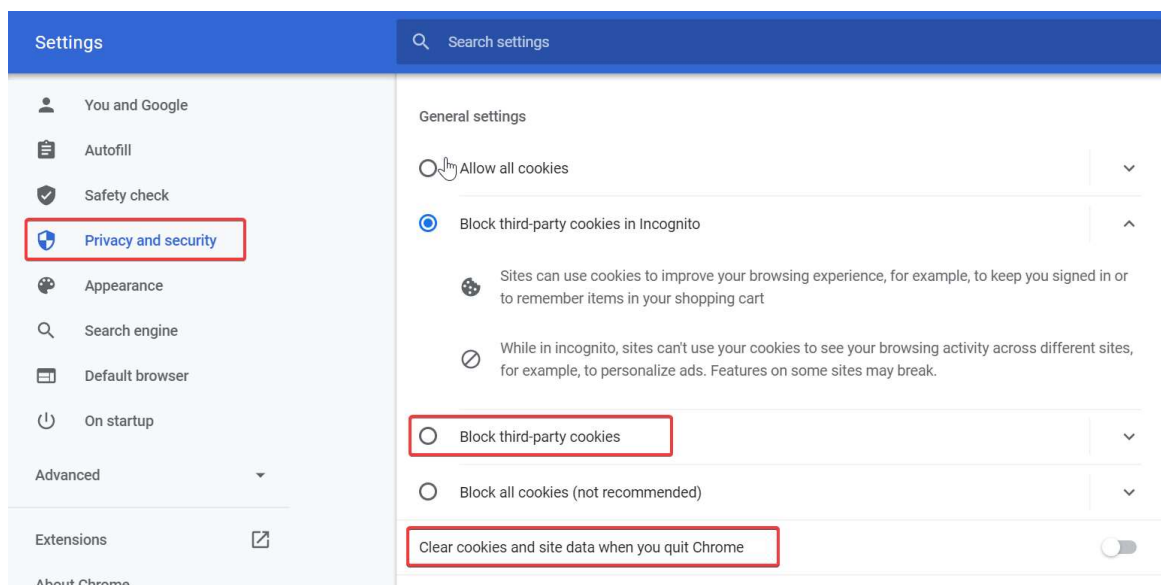 Settings
Search settings
You and Google
Autofill
Safety check
Privacy and security
Appearance
Search engine
Default browser
On startup
Advanced
Extensions
About Chrome
General settings
Allow all cookies
Block third-party cookies in Incognito
Sites can use cookies to improve your browsing experience, for example, to keep you signed in or
to remember items in your shopping cart
While in incognito, sites can't use your cookies to see your browsing activity across different sites,
for example, to personalize ads. Features on some sites may break.
Block third-party cookies
Block all cookies (not recommended)
Clear cookies and site data when you quit Chrome